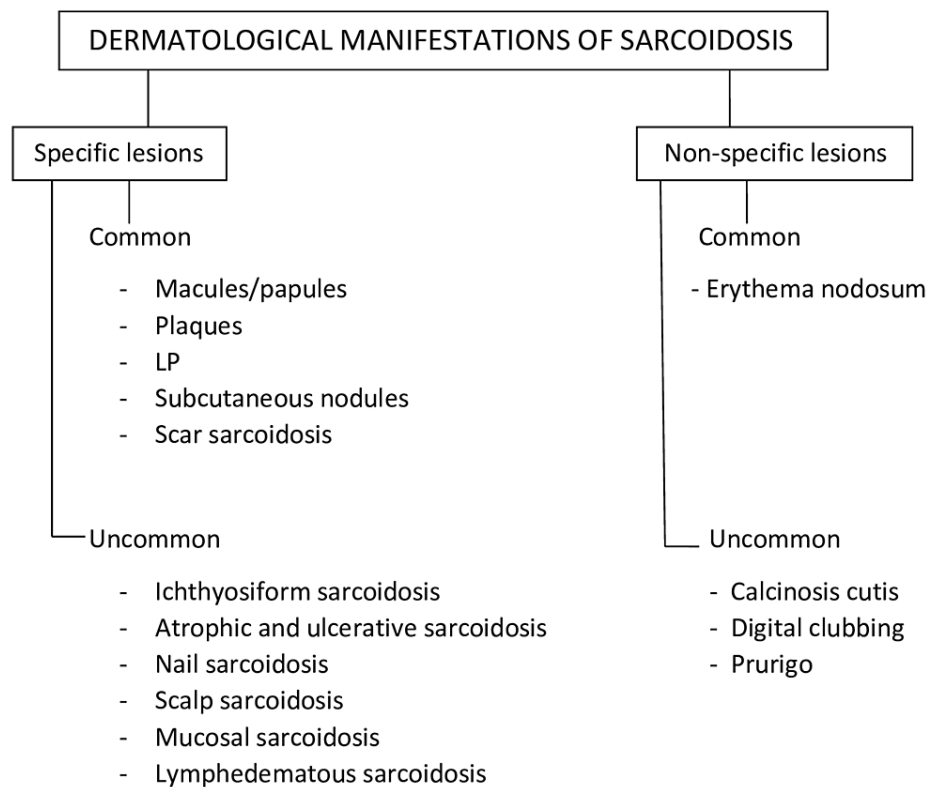 DERMATOLOGICAL MANIFESTATIONS OF SARCOIDOSIS
Specific lesions
Common
- Macules/papules
- Plaques
- LP
- Subcutaneous nodules
- Scar sarcoidosis
Uncommon
- Ichthyosiform sarcoidosis
- Atrophic and ulcerative sarcoidosis
- Nail sarcoidosis
- Scalp sarcoidosis
- Mucosal sarcoidosis
- Lymphedematous sarcoidosis
Non-specific lesions
Common
- Erythema nodosum
Uncommon
- Calcinosis cutis
- Digital clubbing
- Prurigo